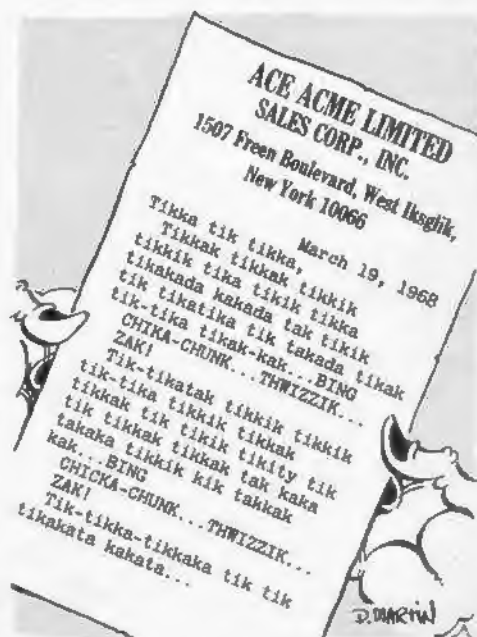 ACE ACME LIMITED
SALES CORP., INC.
1507 Freen Boulevard, West Iksglik,
New York 10066
March 19, 1968
Tikka tik tikka,
Tikkak tikkak tikkik
tikkik tika tikik tikka
tikakada kakada tak tikik
tik tikatika tik takada tikak
tik-tika tikak-kak...BING
CHIKA-CHUNK...THWIZZIK...
ZAK!
Tik-tikatak tikkik tikkik
tik-tika tikkik tikkak
tikkak tik tikik tikity tik
tik tikkak tikkak tak kaka
takaka tikkik kik takkak
kak...BING
CHICKA-CHUNK...THWIZZIK...
ZAK!
Tik-tikka-tikkaka tik tik
tikakata kakata...
D. MARTIN